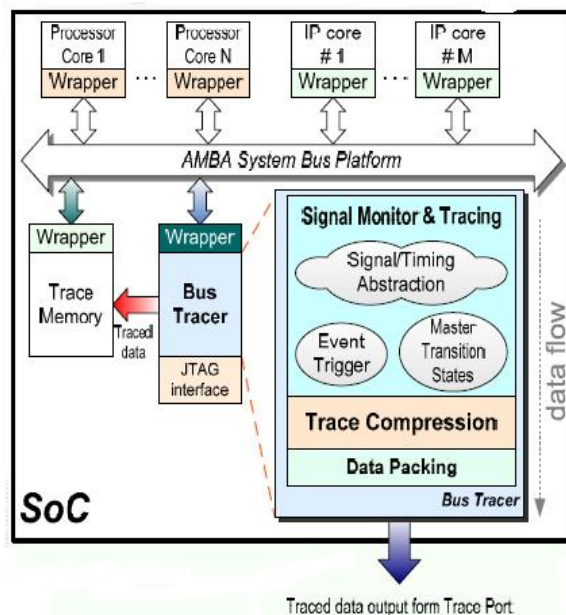 Processor
Core 1
Wrapper
...
Processor
Core N
Wrapper
IP core
# 1
Wrapper
...
IP core
# M
Wrapper
AMBA System Bus Platform
Wrapper
Trace
Memory
Traced
data
Wrapper
Bus
Tracer
JTAG
interface
Signal Monitor & Tracing
Signal/Timing
Abstraction
Event
Trigger
Master
Transition
States
Trace Compression
Data Packing
Bus Tracer
data flow
SoC
Traced data output form Trace Port